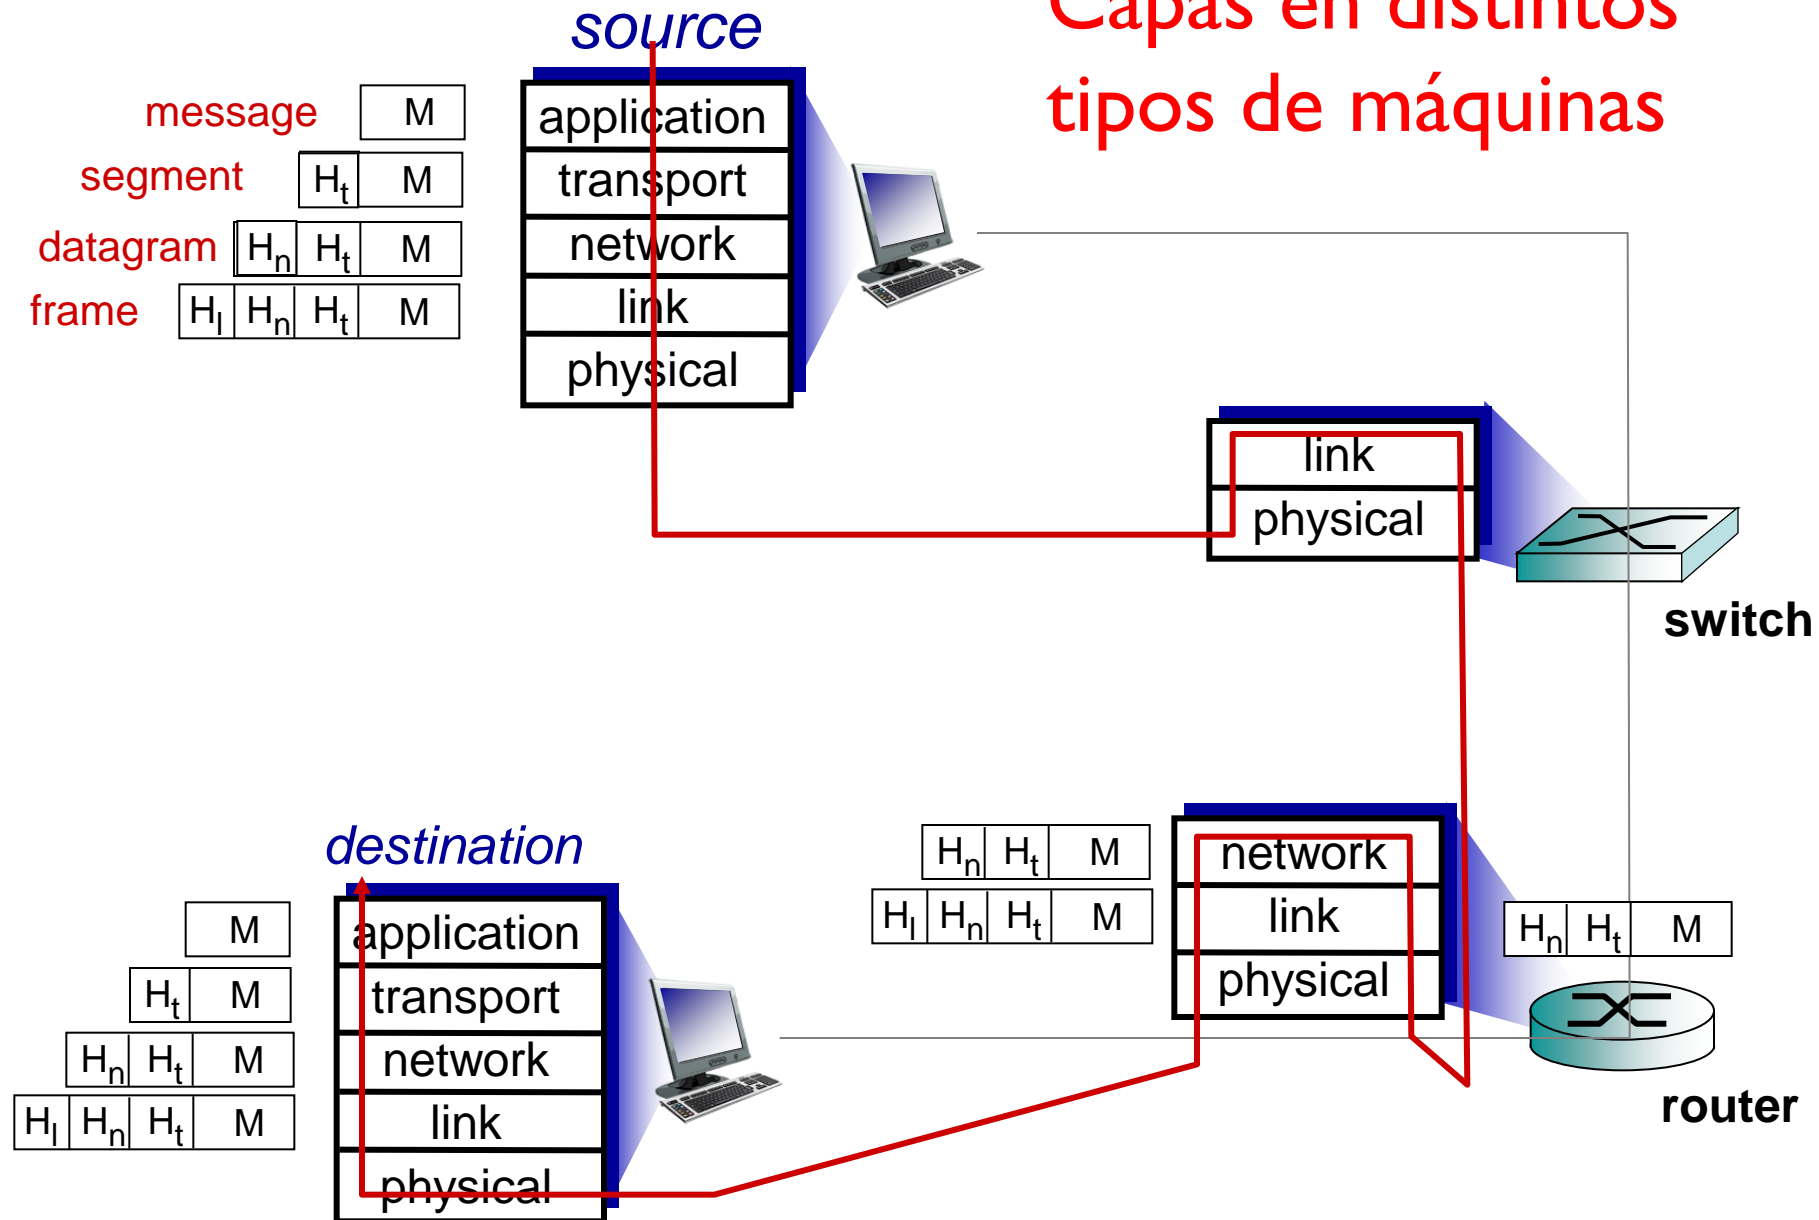 source
Capas en distintos
tipos de máquinas
message M
segment Ht M
datagram Hn Ht M
frame Hl Hn Ht M
application
transport
network
link
physical
link
physical
switch
destination
M
Ht M
Hn Ht M
Hl Hn Ht M
application
transport
network
link
physical
Hn Ht M
Hl Hn Ht M
network
link
physical
Hn Ht M
router